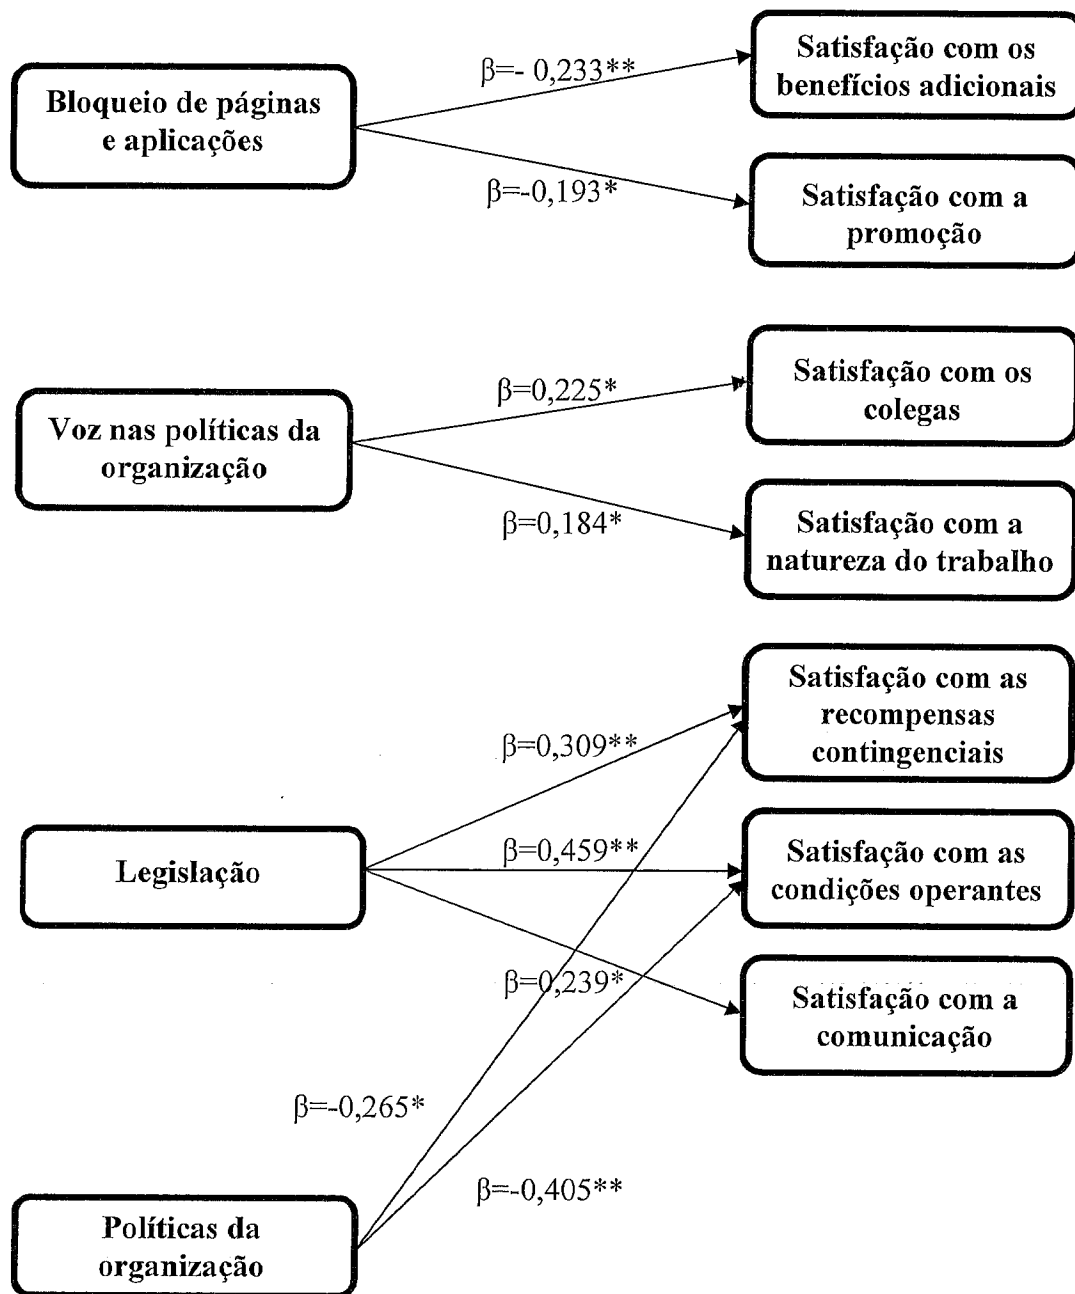 Satisfação com os
benefícios adicionais
β=- 0,233**
Bloqueio de páginas
e aplicações
β=-0,193*
Satisfação com a
promoção
Satisfação com os
colegas
β=0,225*
Voz nas políticas da
organização
β=0,184*
Satisfação com a
natureza do trabalho
Satisfação com as
recompensas
contingenciais
β=0,309**
Legislação
β=0,459**
Satisfação com as
condições operantes
β=0,239*
Satisfação com a
comunicação
β=-0,265*
β=-0,405**
Políticas da
organização